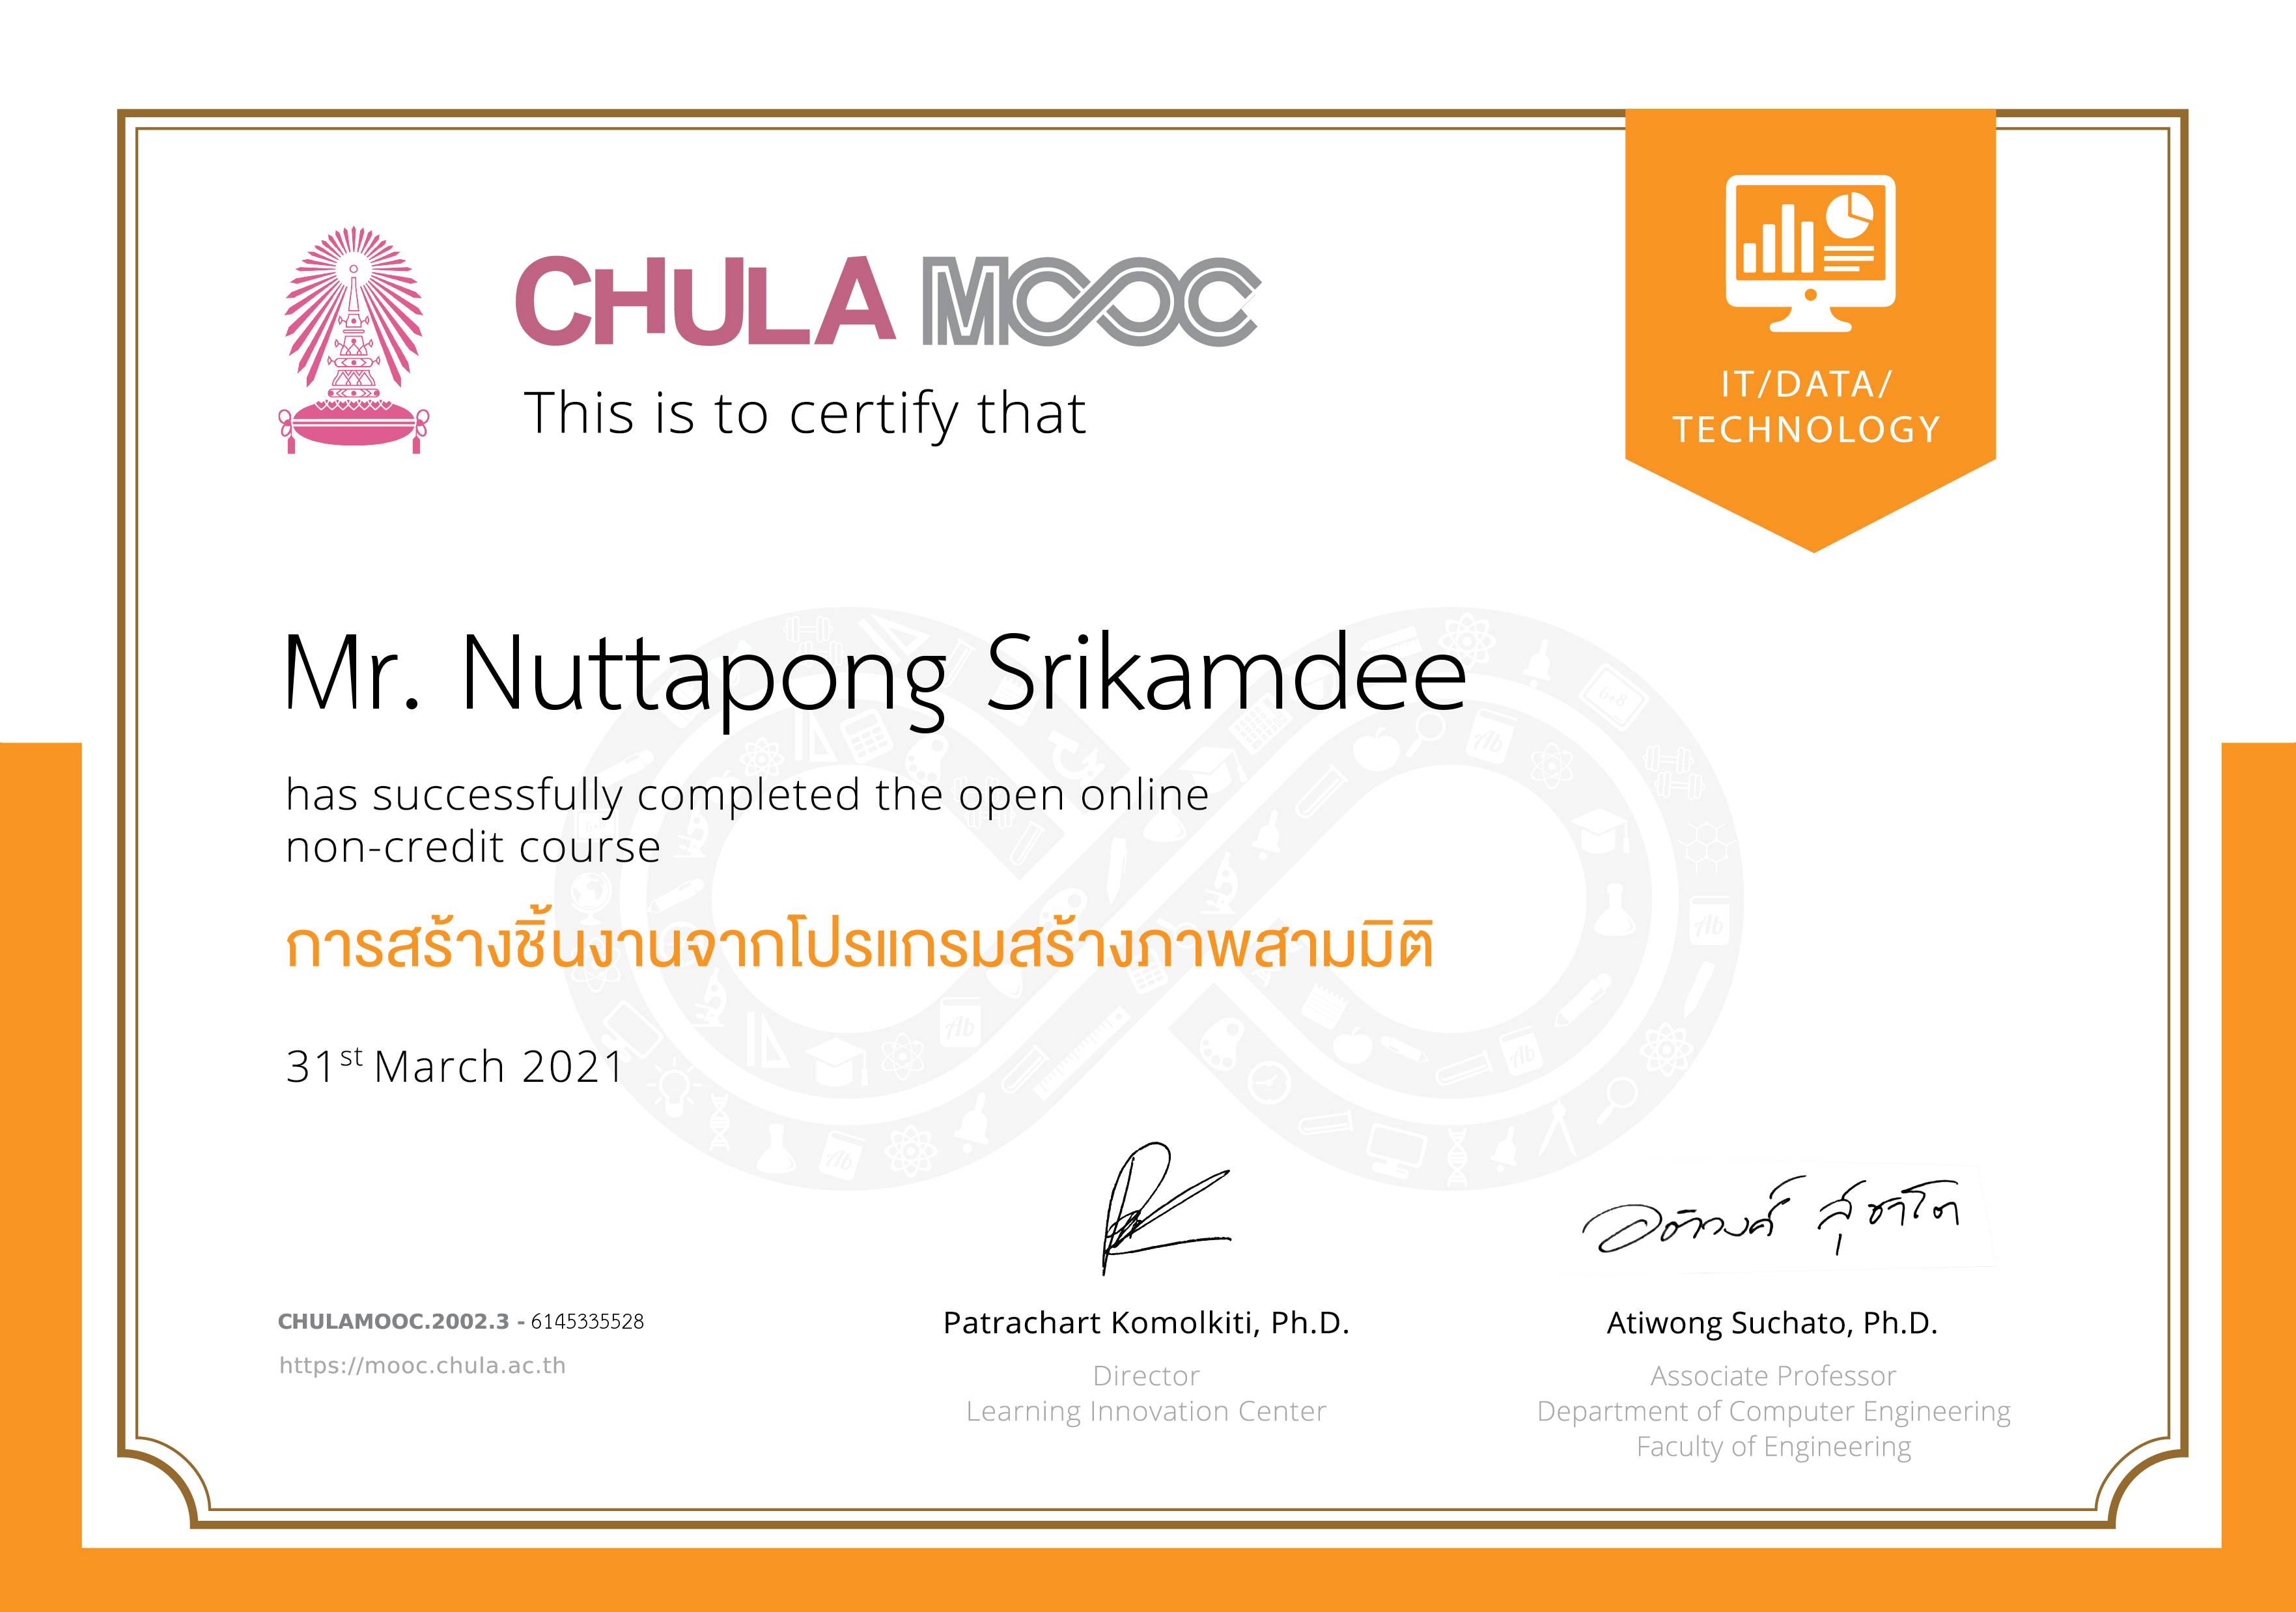 CHULA MOOC
This is to certify that
IT/DATA/
TECHNOLOGY
Mr. Nuttapong Srikamdee
has successfully completed the open online
non-credit course
การสร้างชิ้นงานจากโปรแกรมสร้างภาพสามมิติ
31st March 2021
อติวงศ์ สุชาโต
CHULAMOOC.2002.3 - 6145335528
https://mooc.chula.ac.th
Patrachart Komolkiti, Ph.D.
Director
Learning Innovation Center
Atiwong Suchato, Ph.D.
Associate Professor
Department of Computer Engineering
Faculty of Engineering